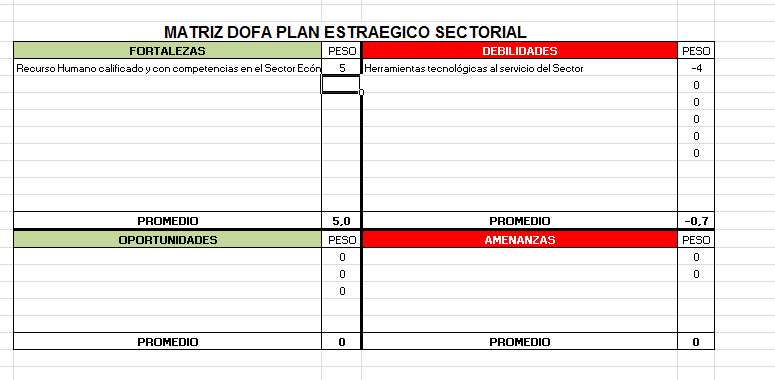 MATRIZ DOFA PLAN ESTRAEGICO SECTORIAL
FORTALEZAS PESO DEBILIDADES PESO
Recurso Humano calificado y con competencias en el Sector Econ 5 Herramientas tecnológicas al servicio del Sector -4
0
0
0
0
0
PROMEDIO 5,0 PROMEDIO -0,7
OPORTUNIDADES PESO AMENANZAS PESO
0 0
0 0
0
PROMEDIO 0 PROMEDIO 0